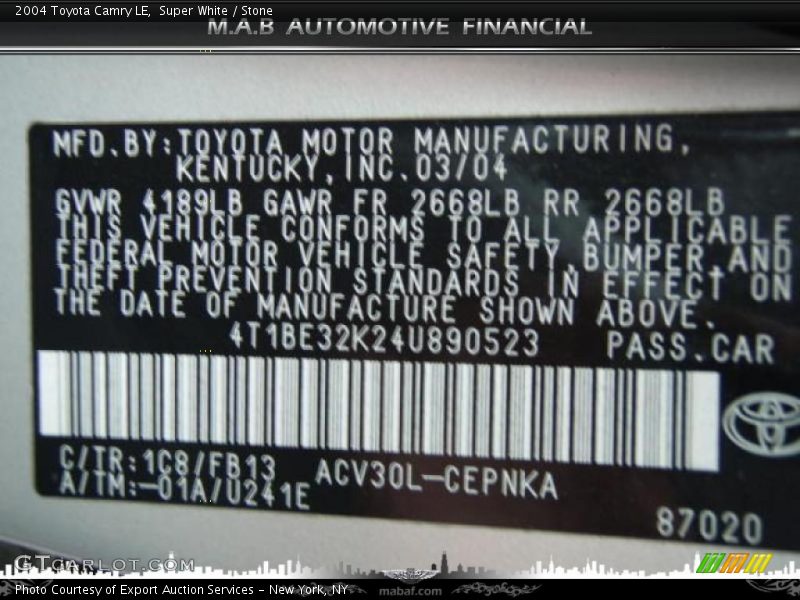 2004 Toyota Camry LE, Super White / Stone
M.A.B AUTOMOTIVE FINANCIAL
MFD.BY:TOYOTA MOTOR MANUFACTURING,
KENTUCKY,INC.03/04
GVWR 4189LB GAWR FR 2668LB RR 2668LB
THIS VEHICLE CONFORMS TO ALL APPLICABLE
FEDERAL MOTOR VEHICLE SAFETY,BUMPER,AND
THEFT PREVENTION STANDARDS IN EFFECT ON
THE DATE OF MANUFACTURE SHOWN ABOVE.
4T1BE32K24U890523 PASS.CAR
C/TR:1C8/FB13 ACV30L-CEPNKA
A/TM:-01A/U241E
87020
GTcarlot.com
Photo Courtesy of Export Auction Services - New York, NY
mabaf.com